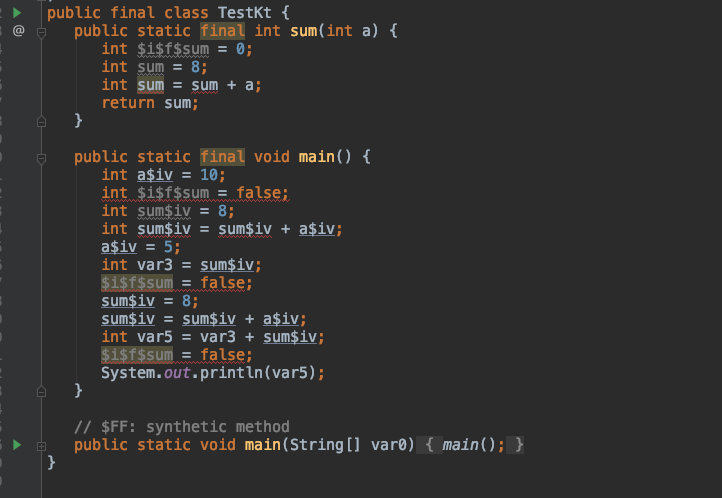 public final class TestKt {
@ public static final int sum(int a) {
int $i$f$sum = 0;
int sum = 8;
int sum = sum + a;
return sum;
}
public static final void main() {
int a$iv = 10;
int $i$f$sum = false;
int sum$iv = 8;
int sum$iv = sum$iv + a$iv;
a$iv = 5;
int var3 = sum$iv;
$i$f$sum = false;
sum$iv = 8;
sum$iv = sum$iv + a$iv;
int var5 = var3 + sum$iv;
$i$f$sum = false;
System.out.println(var5);
}
// $FF: synthetic method
public static void main(String[] var0) { main(); }
}